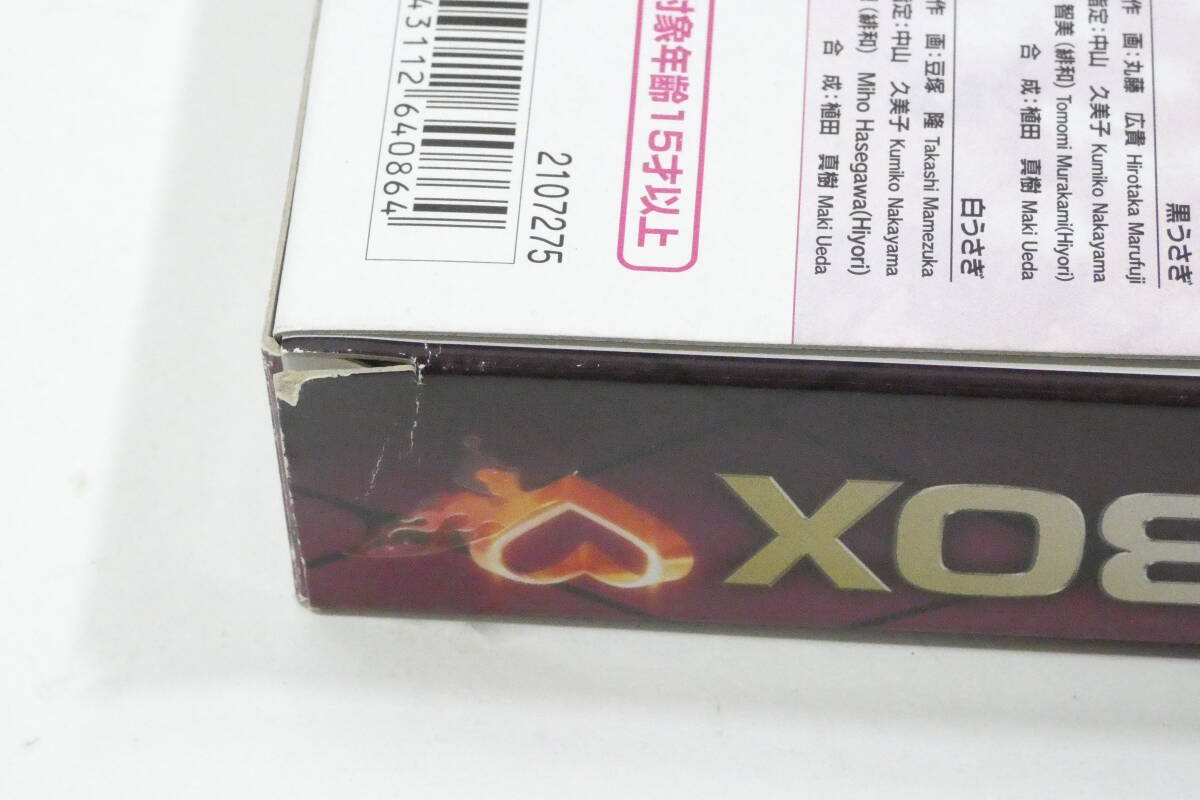 黒うさぎ
作 画：丸藤 広貴 Hirotaka Marufuji
指定：中山 久美子 Kumiko Nakayama
智美（緋和）Tomomi Murakami(Hiyori)
合 成：植田 真樹 Maki Ueda
白うさぎ
作 画：豆塚 隆 Takashi Mamezuka
指定：中山 久美子 Kumiko Nakayama
（緋和） Miho Hasegawa(Hiyori)
合 成：植田 真樹 Maki Ueda
対象年齢15才以上
21072275
43112 640864
BOX